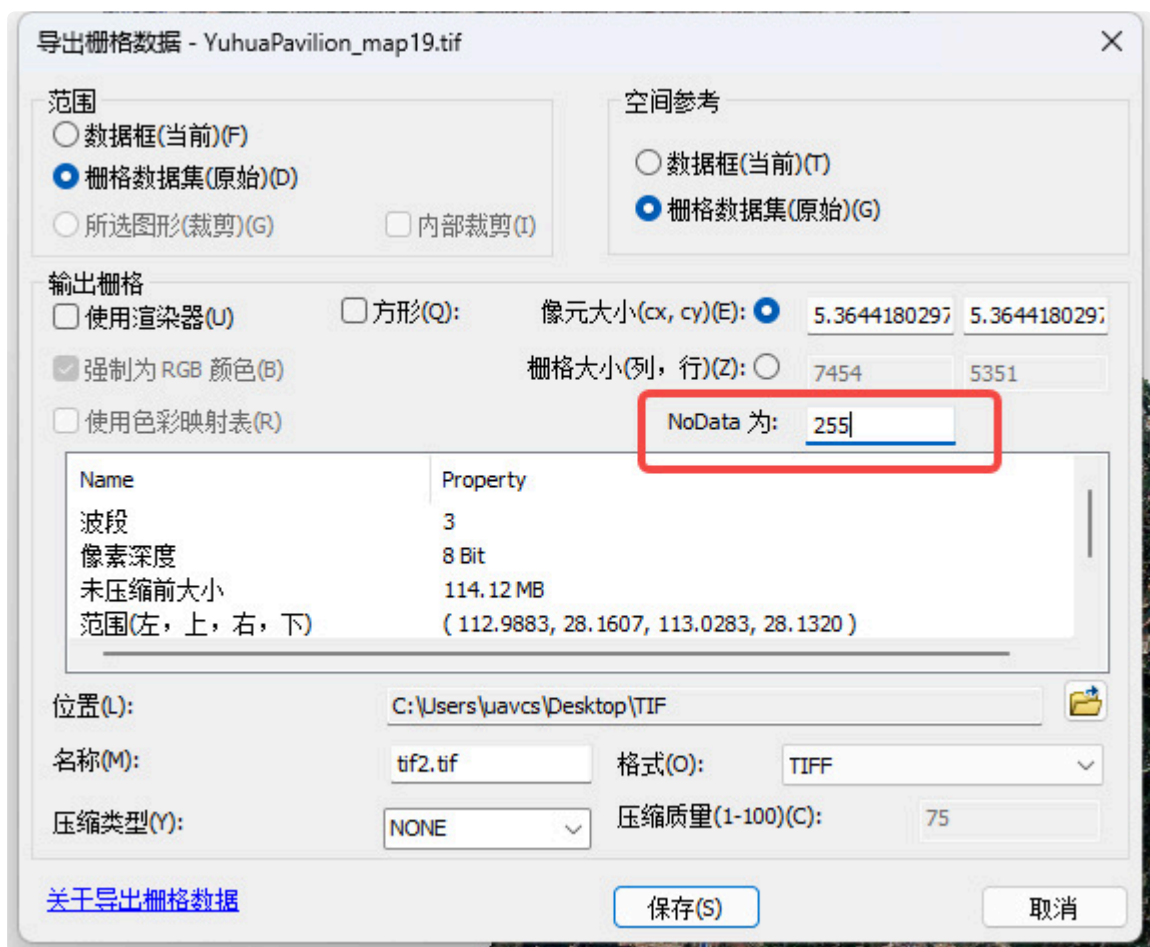 导出栅格数据 - YuhuaPavilion_map19.tif
范围
数据框(当前)(F)
栅格数据集(原始)(D)
所选图形(裁剪)(G) 内部裁剪(I)
空间参考
数据框(当前)(T)
栅格数据集(原始)(G)
输出栅格
使用渲染器(U) 方形(Q): 像元大小(cx, cy)(E): 5.3644180297 5.3644180297
强制为 RGB 颜色(B) 栅格大小(列，行)(Z): 7454 5351
使用色彩映射表(R) NoData 为: 255
Name Property
波段 3
像素深度 8 Bit
未压缩前大小 114.12 MB
范围(左，上，右，下) ( 112.9883, 28.1607, 113.0283, 28.1320 )
位置(L): C:\Users\uavcs\Desktop\TIF
名称(M): tif2.tif 格式(O): TIFF
压缩类型(Y): NONE 压缩质量(1-100)(C): 75
关于导出栅格数据 保存(S) 取消